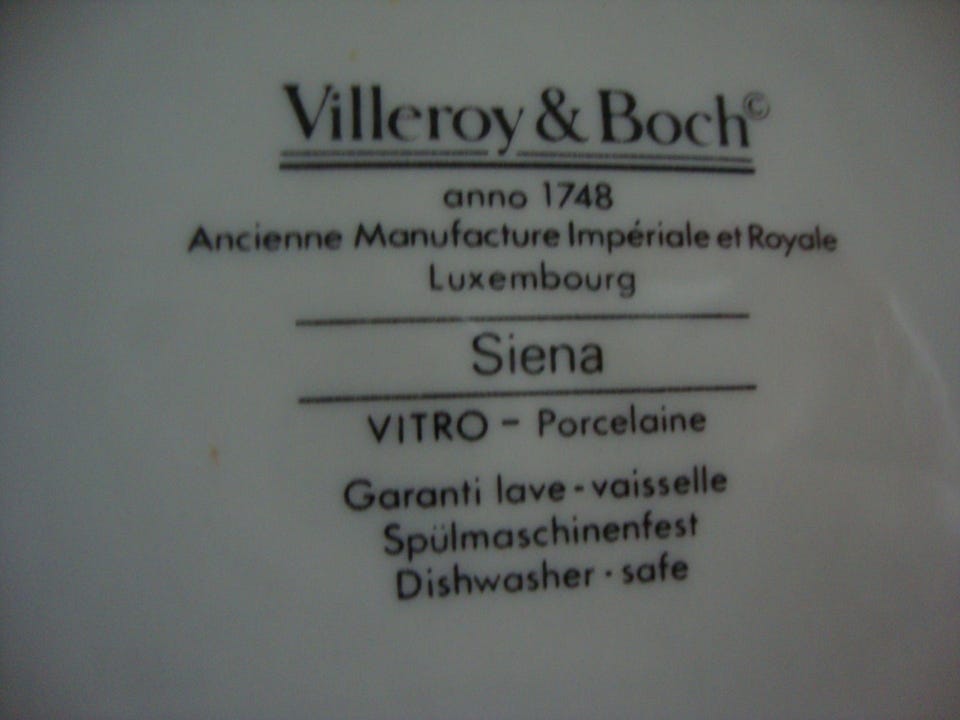 Villeroy & Boch©
anno 1748
Ancienne Manufacture Impériale et Royale
Luxembourg
Siena
VITRO – Porcelaine
Garanti lave-vaisselle
Spülmaschinenfest
Dishwasher·safe